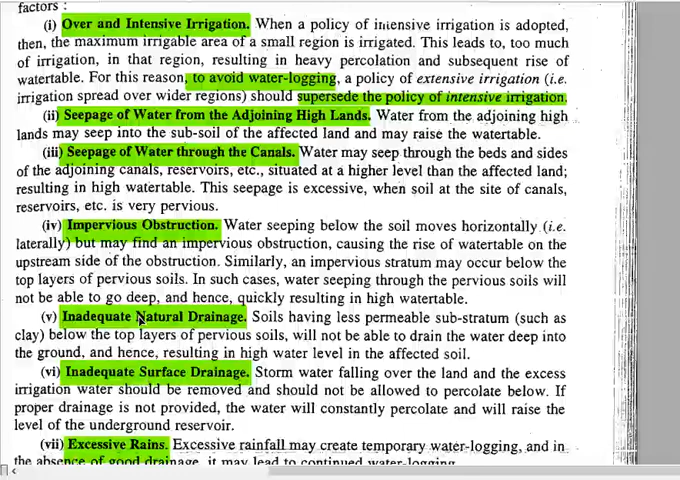 factors :
(i) Over and Intensive Irrigation. When a policy of intensive irrigation is adopted,
then, the maximum irrigable area of a small region is irrigated. This leads to, too much
of irrigation, in that region, resulting in heavy percolation and subsequent rise of
watertable. For this reason, to avoid water-logging, a policy of extensive irrigation (i.e.
irrigation spread over wider regions) should supersede the policy of intensive irrigation.
(ii) Seepage of Water from the Adjoining High Lands. Water from the adjoining high
lands may seep into the sub-soil of the affected land and may raise the watertable.
(iii) Seepage of Water through the Canals. Water may seep through the beds and sides
of the adjoining canals, reservoirs, etc., situated at a higher level than the affected land;
resulting in high watertable. This seepage is excessive, when soil at the site of canals,
reservoirs, etc. is very pervious.
(iv) Impervious Obstruction. Water seeping below the soil moves horizontally (i.e.
laterally) but may find an impervious obstruction, causing the rise of watertable on the
upstream side of the obstruction. Similarly, an impervious stratum may occur below the
top layers of pervious soils. In such cases, water seeping through the pervious soils will
not be able to go deep, and hence, quickly resulting in high watertable.
(v) Inadequate Natural Drainage. Soils having less permeable sub-stratum (such as
clay) below the top layers of pervious soils, will not be able to drain the water deep into
the ground, and hence, resulting in high water level in the affected soil.
(vi) Inadequate Surface Drainage. Storm water falling over the land and the excess
irrigation water should be removed and should not be allowed to percolate below. If
proper drainage is not provided, the water will constantly percolate and will raise the
level of the underground reservoir.
(vii) Excessive Rains. Excessive rainfall may create temporary water-logging, and in
the absence of good drainage, it may lead to continued water-logging.